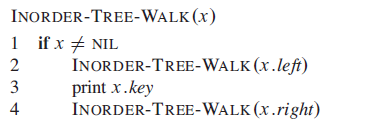 INORDER-TREE-WALK(x)
1 if x ≠ NIL
2 INORDER-TREE-WALK(x.left)
3 print x.key
4 INORDER-TREE-WALK(x.right)